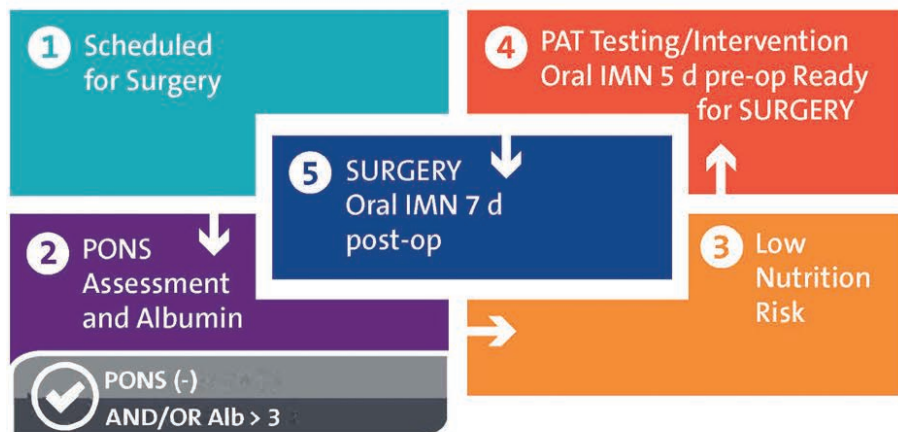 1 Scheduled
for Surgery
2 PONS
Assessment
and Albumin
PONS (-)
AND/OR Alb > 3
3 Low
Nutrition
Risk
4 PAT Testing/Intervention
Oral IMN 5 d pre-op Ready
for SURGERY
5 SURGERY
Oral IMN 7 d
post-op